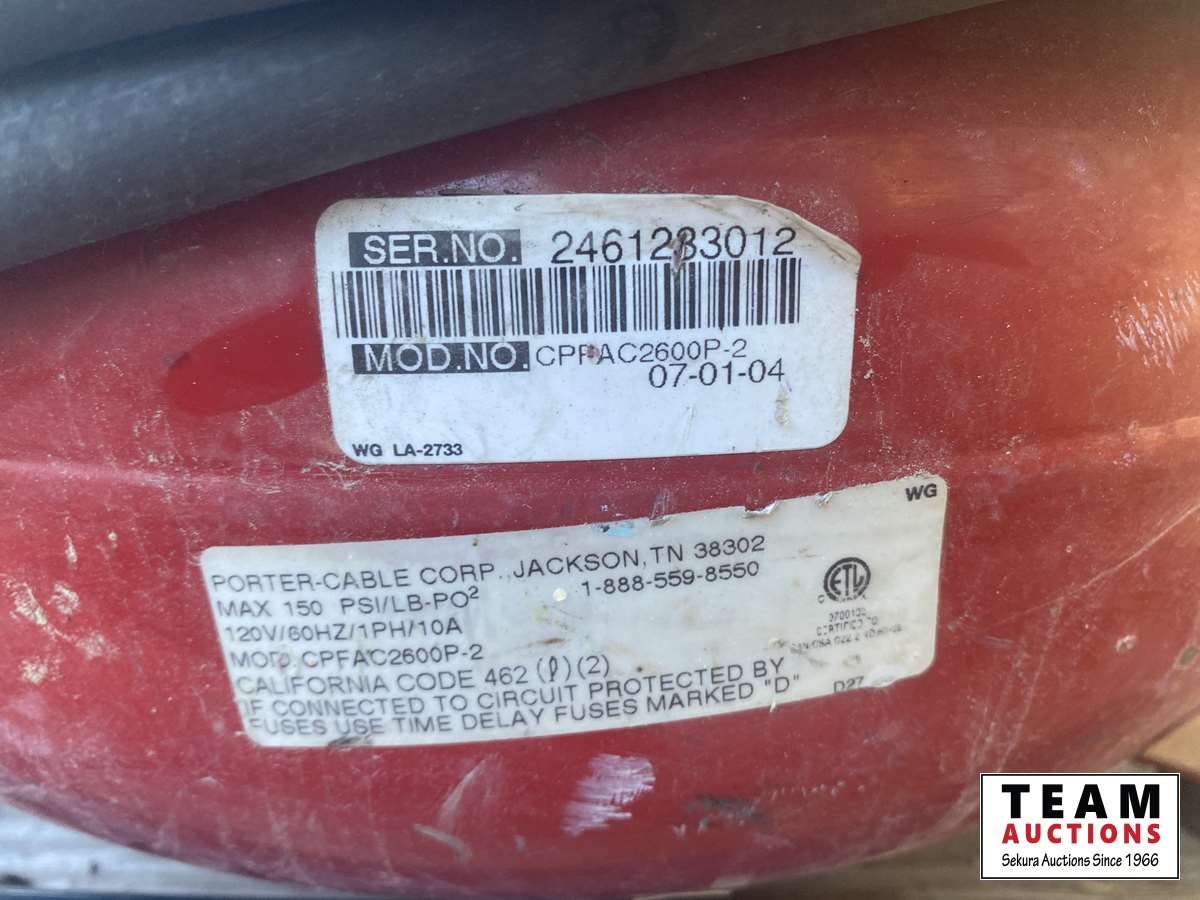 SER.NO. 2461283012
MOD.NO. CPFAC2600P-2
07-01-04
WG LA-2733
WG
PORTER-CABLE CORP., JACKSON, TN 38302
MAX 150 PSI/LB-PO² 1-888-559-8550
120V/60HZ/1PH/10A
MOD. CPFAC2600P-2
CALIFORNIA CODE 462 (l)(2)
IF CONNECTED TO CIRCUIT PROTECTED BY
FUSES USE TIME DELAY FUSES MARKED "D" D27
ETL
CERTIFIED TO
TEAM
AUCTIONS
Sekura Auctions Since 1966